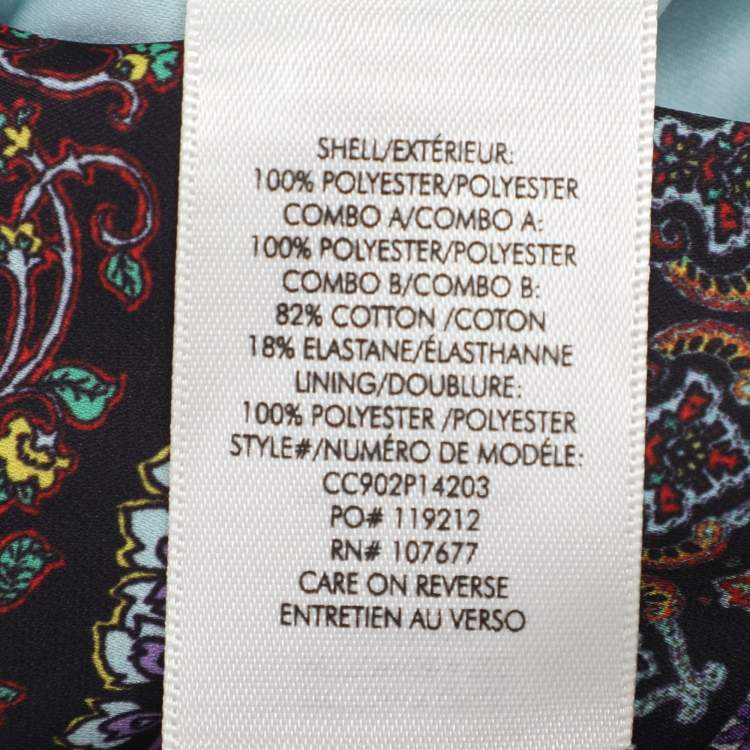 SHELL/EXTÉRIEUR:
100% POLYESTER/POLYESTER
COMBO A/COMBO A:
100% POLYESTER/POLYESTER
COMBO B/COMBO B:
82% COTTON /COTON
18% ELASTANE/ÉLASTHANNE
LINING/DOUBLURE:
100% POLYESTER /POLYESTER
STYLE#/NUMÉRO DE MODÉLE:
CC902P14203
PO# 119212
RN# 107677
CARE ON REVERSE
ENTRETIEN AU VERSO